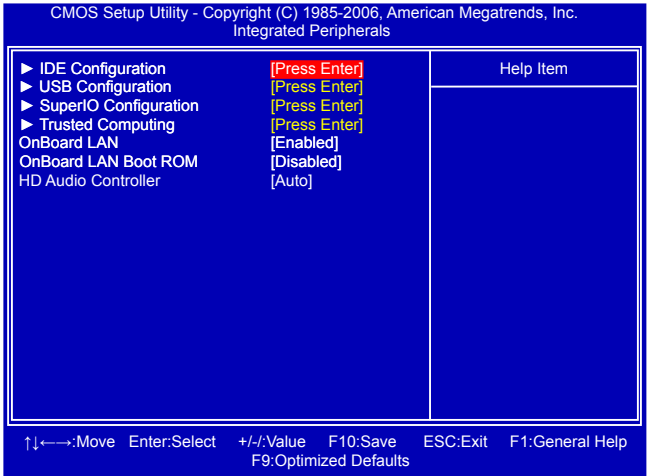 CMOS Setup Utility - Copyright (C) 1985-2006, American Megatrends, Inc.
Integrated Peripherals
► IDE Configuration [Press Enter]
► USB Configuration [Press Enter]
► SuperIO Configuration [Press Enter]
► Trusted Computing [Press Enter]
OnBoard LAN [Enabled]
OnBoard LAN Boot ROM [Disabled]
HD Audio Controller [Auto]
Help Item
↑↓←→:Move Enter:Select +/-/:Value F10:Save ESC:Exit F1:General Help
F9:Optimized Defaults